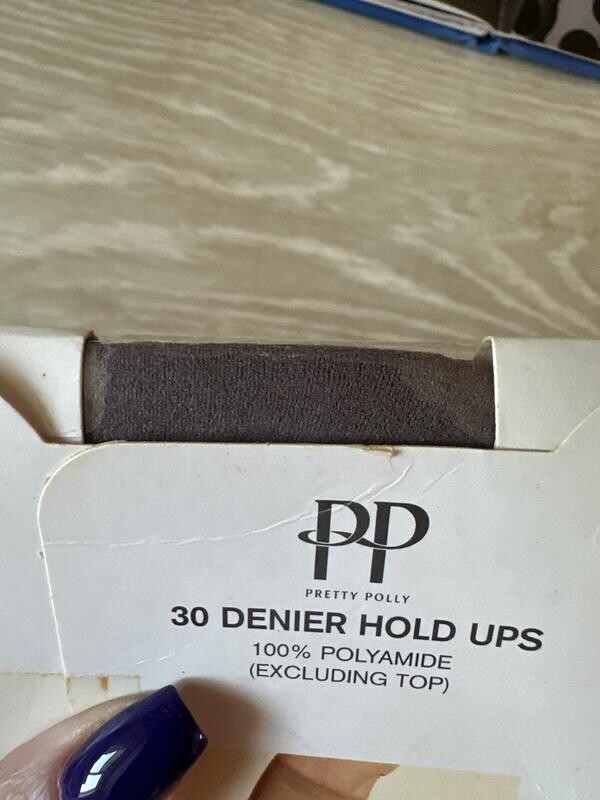 PP
PRETTY POLLY
30 DENIER HOLD UPS
100% POLYAMIDE
(EXCLUDING TOP)